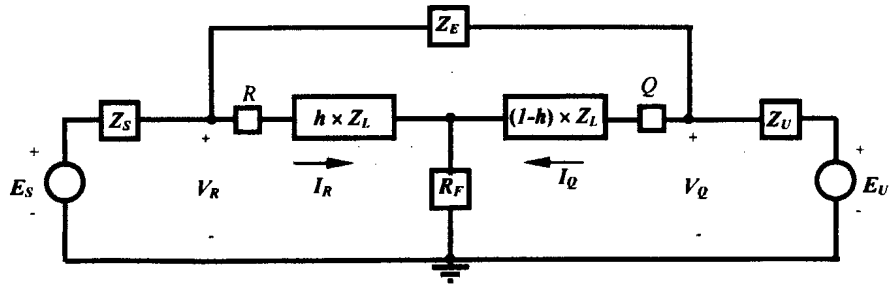 Z_E
R
Q
Z_S
h × Z_L
(1-h) × Z_L
Z_U
+
+
+
+
I_R
I_Q
E_S
V_R
R_F
V_Q
E_U
-
-
-
-